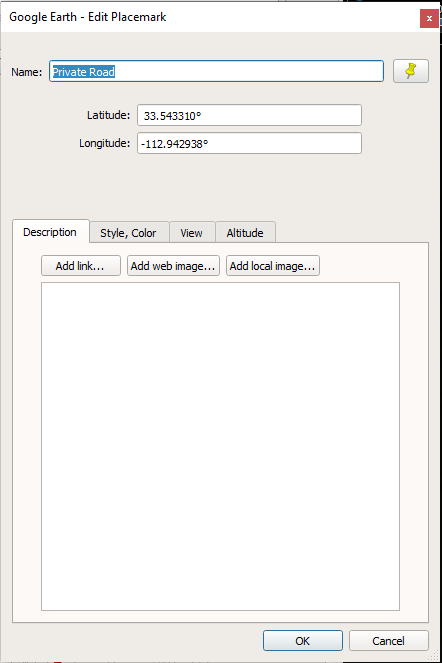 Google Earth - Edit Placemark
x
Name: Private Road
Latitude: 33.543310°
Longitude: -112.942938°
Description Style, Color View Altitude
Add link... Add web image... Add local image...
OK Cancel